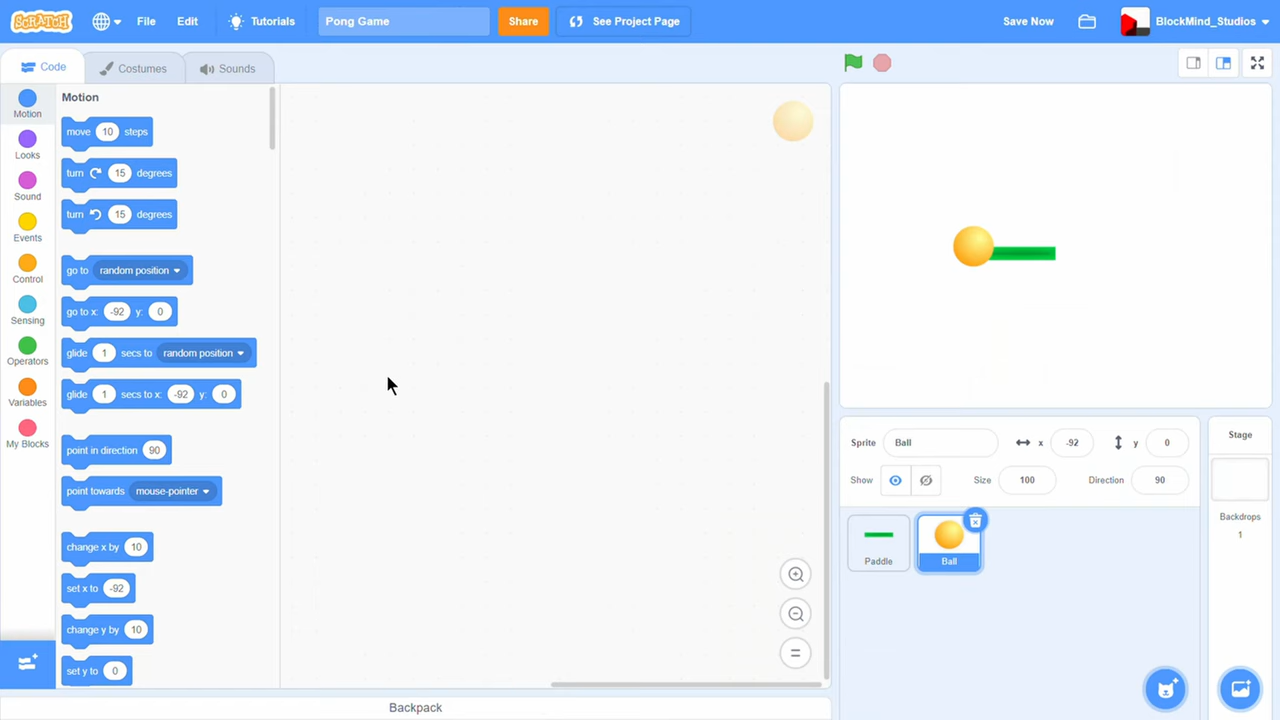 SCRATCH File Edit Tutorials Pong Game Share See Project Page Save Now BlockMind_Studios
Code Costumes Sounds
Motion
Looks
Sound
Events
Control
Sensing
Operators
Variables
My Blocks
Motion
move 10 steps
turn 15 degrees
turn 15 degrees
go to random position
go to x: -92 y: 0
glide 1 secs to random position
glide 1 secs to x: -92 y: 0
point in direction 90
point towards mouse-pointer
change x by 10
set x to -92
change y by 10
set y to 0
Backpack
Sprite Ball x -92 y 0
Show Size 100 Direction 90
Paddle
Ball
Stage
Backdrops
1